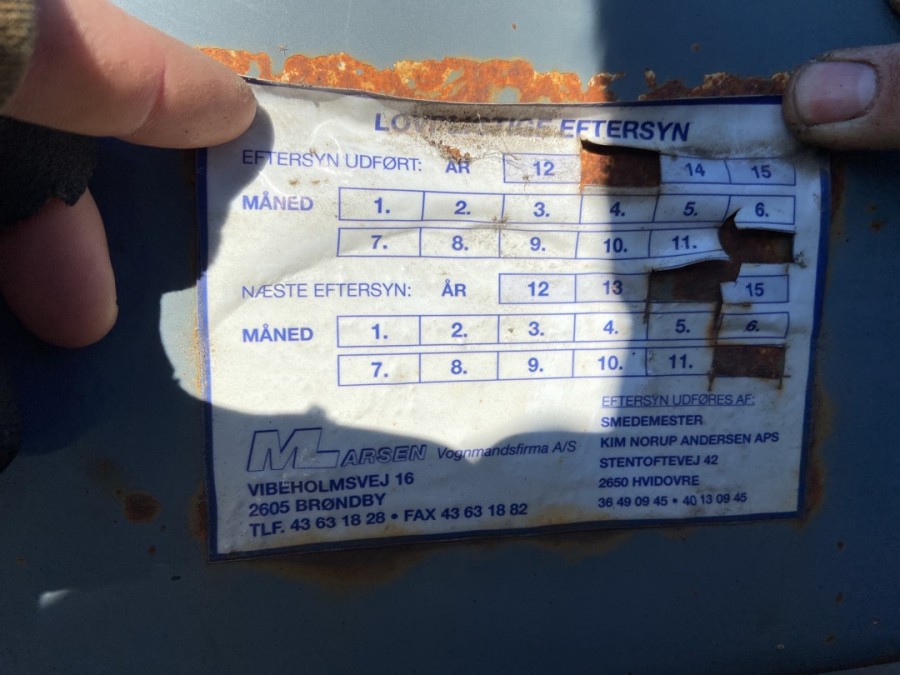 EFTERSYN
EFTERSYN UDFØRT: ÅR 12 14 15
MÅNED 1. 2. 3. 4. 5. 6.
7. 8. 9. 10. 11.
NÆSTE EFTERSYN: ÅR 12 13 15
MÅNED 1. 2. 3. 4. 5. 6.
7. 8. 9. 10. 11.
EFTERSYN UDFØRES AF:
SMEDEMESTER
KIM NORUP ANDERSEN APS
STENTOFTEVEJ 42
2650 HVIDOVRE
36 49 09 45 • 40 13 09 45
M LARSEN Vognmandsfirma A/S
VIBEHOLMSVEJ 16
2605 BRØNDBY
TLF. 43 63 18 28 • FAX 43 63 18 82